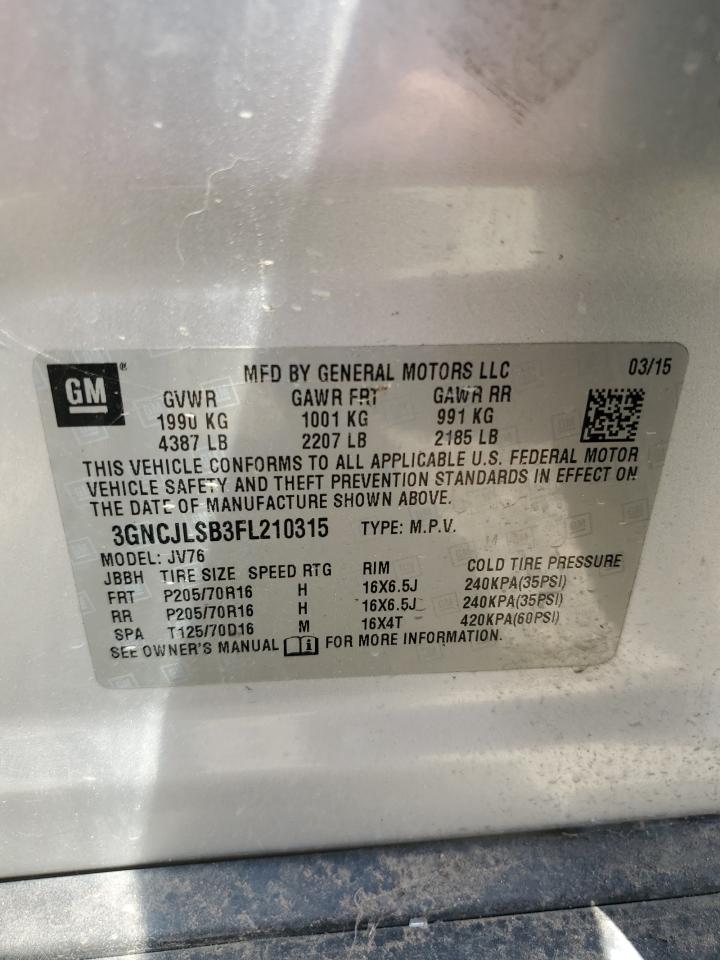 GM ®
MFD BY GENERAL MOTORS LLC 03/15
GVWR GAWR FRT GAWR RR
1990 KG 1001 KG 991 KG
4387 LB 2207 LB 2185 LB
THIS VEHICLE CONFORMS TO ALL APPLICABLE U.S. FEDERAL MOTOR
VEHICLE SAFETY AND THEFT PREVENTION STANDARDS IN EFFECT ON
THE DATE OF MANUFACTURE SHOWN ABOVE.
3GNCJLSB3FL210315 TYPE: M.P.V.
MODEL: JV76
JBBH TIRE SIZE SPEED RTG RIM COLD TIRE PRESSURE
FRT P205/70R16 H 16X6.5J 240KPA(35PSI)
RR P205/70R16 H 16X6.5J 240KPA(35PSI)
SPA T125/70D16 M 16X4T 420KPA(60PSI)
SEE OWNER'S MANUAL i FOR MORE INFORMATION.